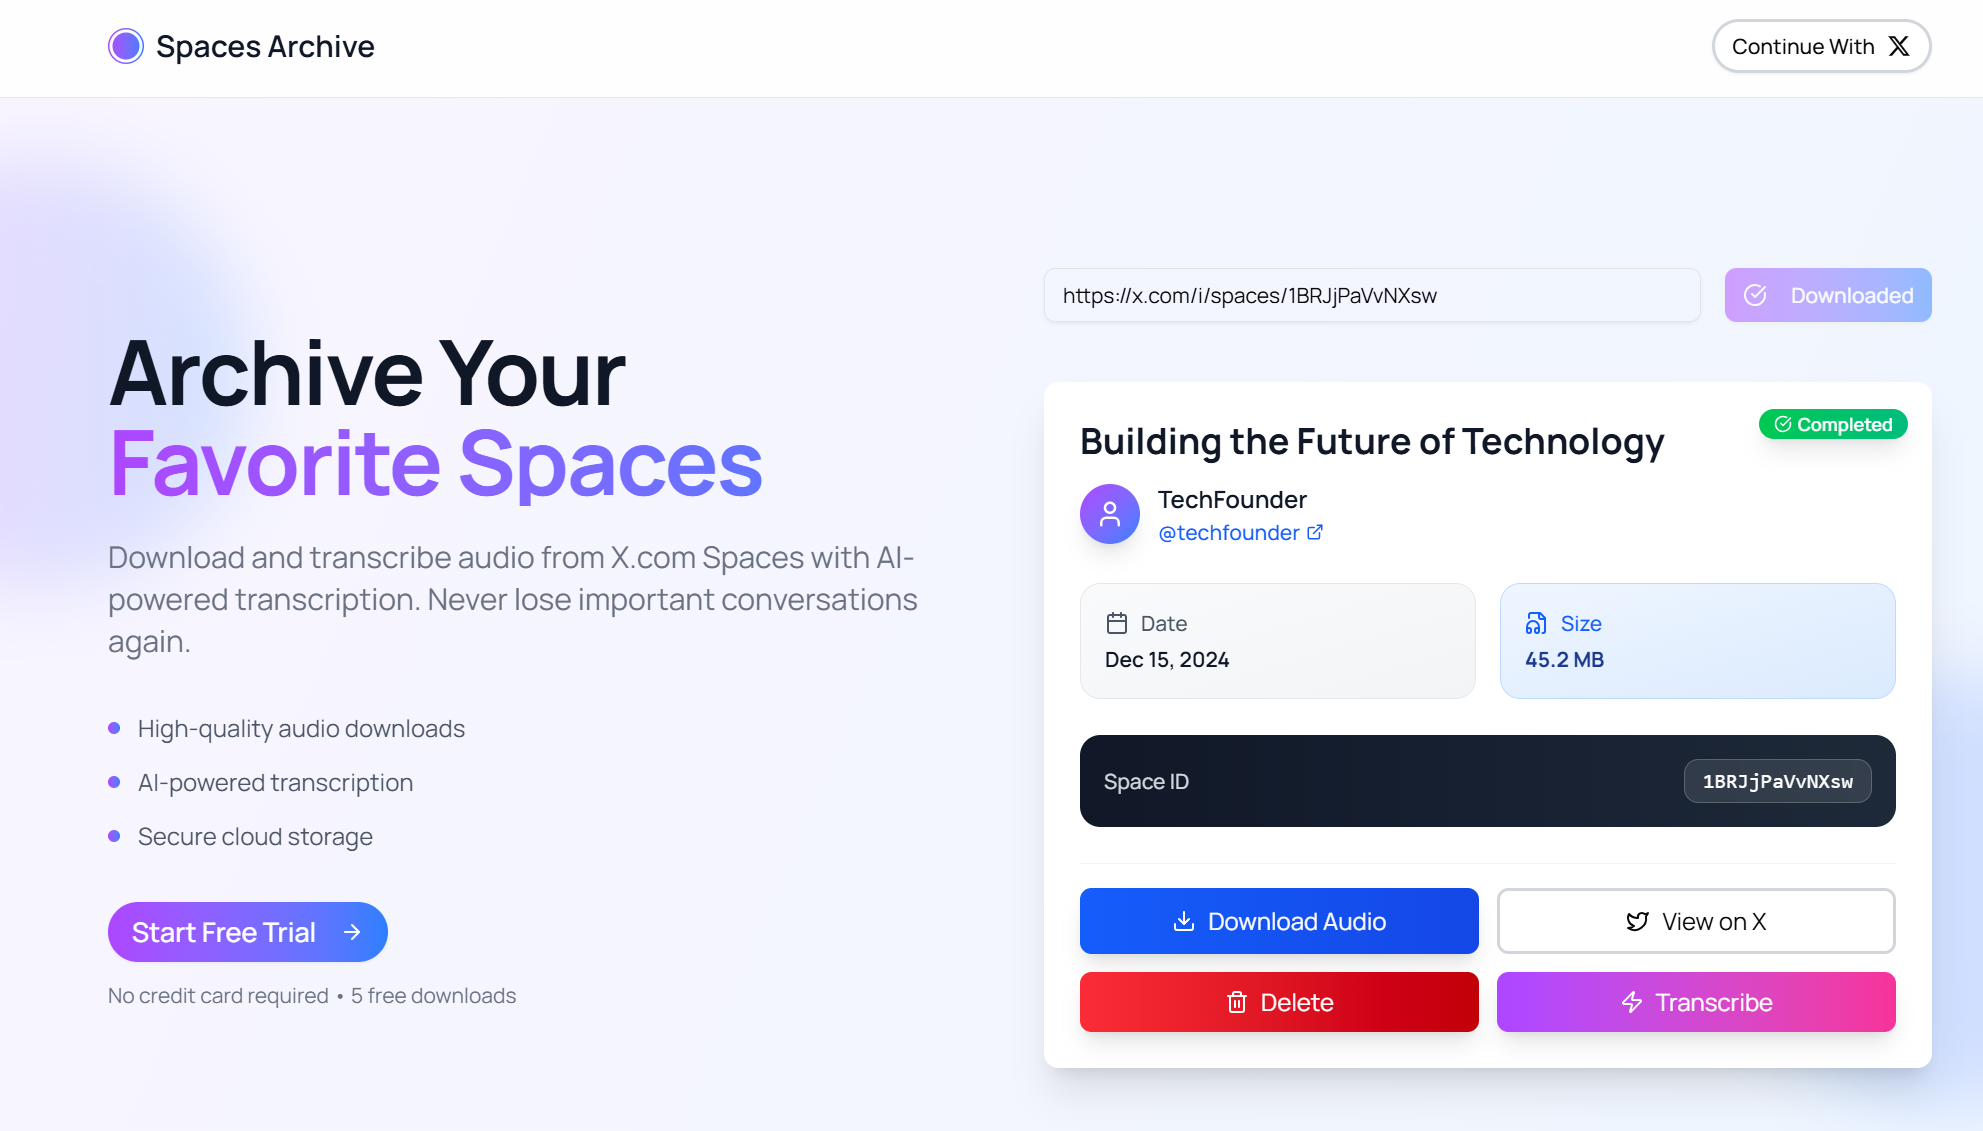 Spaces Archive
Continue With X
Archive Your
Favorite Spaces
Download and transcribe audio from X.com Spaces with AI-
powered transcription. Never lose important conversations
again.
High-quality audio downloads
AI-powered transcription
Secure cloud storage
Start Free Trial
No credit card required • 5 free downloads
https://x.com/i/spaces/1BRJjPaVvNXsw
Downloaded
Building the Future of Technology
Completed
TechFounder
@techfounder
Date
Dec 15, 2024
Size
45.2 MB
Space ID
1BRJjPaVvNXsw
Download Audio
View on X
Delete
Transcribe